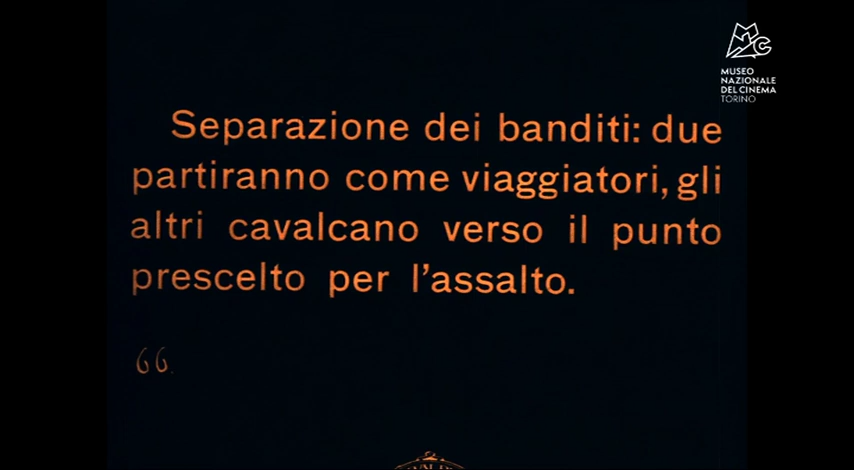 MUSEO
NAZIONALE
DEL CINEMA
TORINO
Separazione dei banditi: due
partiranno come viaggiatori, gli
altri cavalcano verso il punto
prescelto per l'assalto.
66.